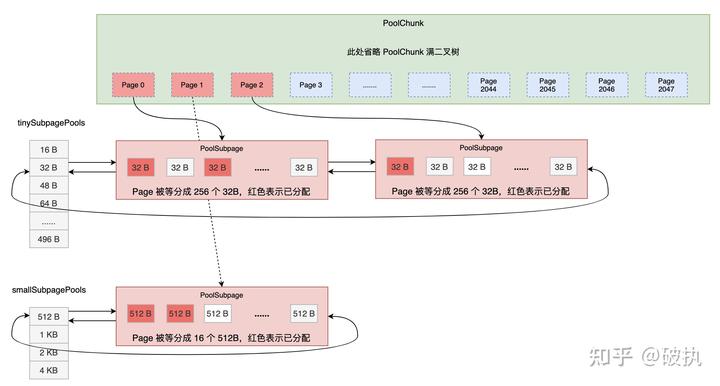 PoolChunk
此处省略 PoolChunk 满二叉树
Page 0
Page 1
Page 2
Page 3
.......
.......
Page 2044
Page 2045
Page 2046
Page 2047
tinySubpagePools
16 B
32 B
48 B
64 B
......
496 B
PoolSubpage
32 B 32 B 32 B ...... 32 B
Page 被等分成 256 个 32B，红色表示已分配
PoolSubpage
32 B 32 B 32 B ...... 32 B
Page 被等分成 256 个 32B，红色表示已分配
smallSubpagePools
512 B
1 KB
2 KB
4 KB
PoolSubpage
512 B 512 B 512 B ...... 512 B
Page 被等分成 16 个 512B，红色表示已分配
知乎 @破执